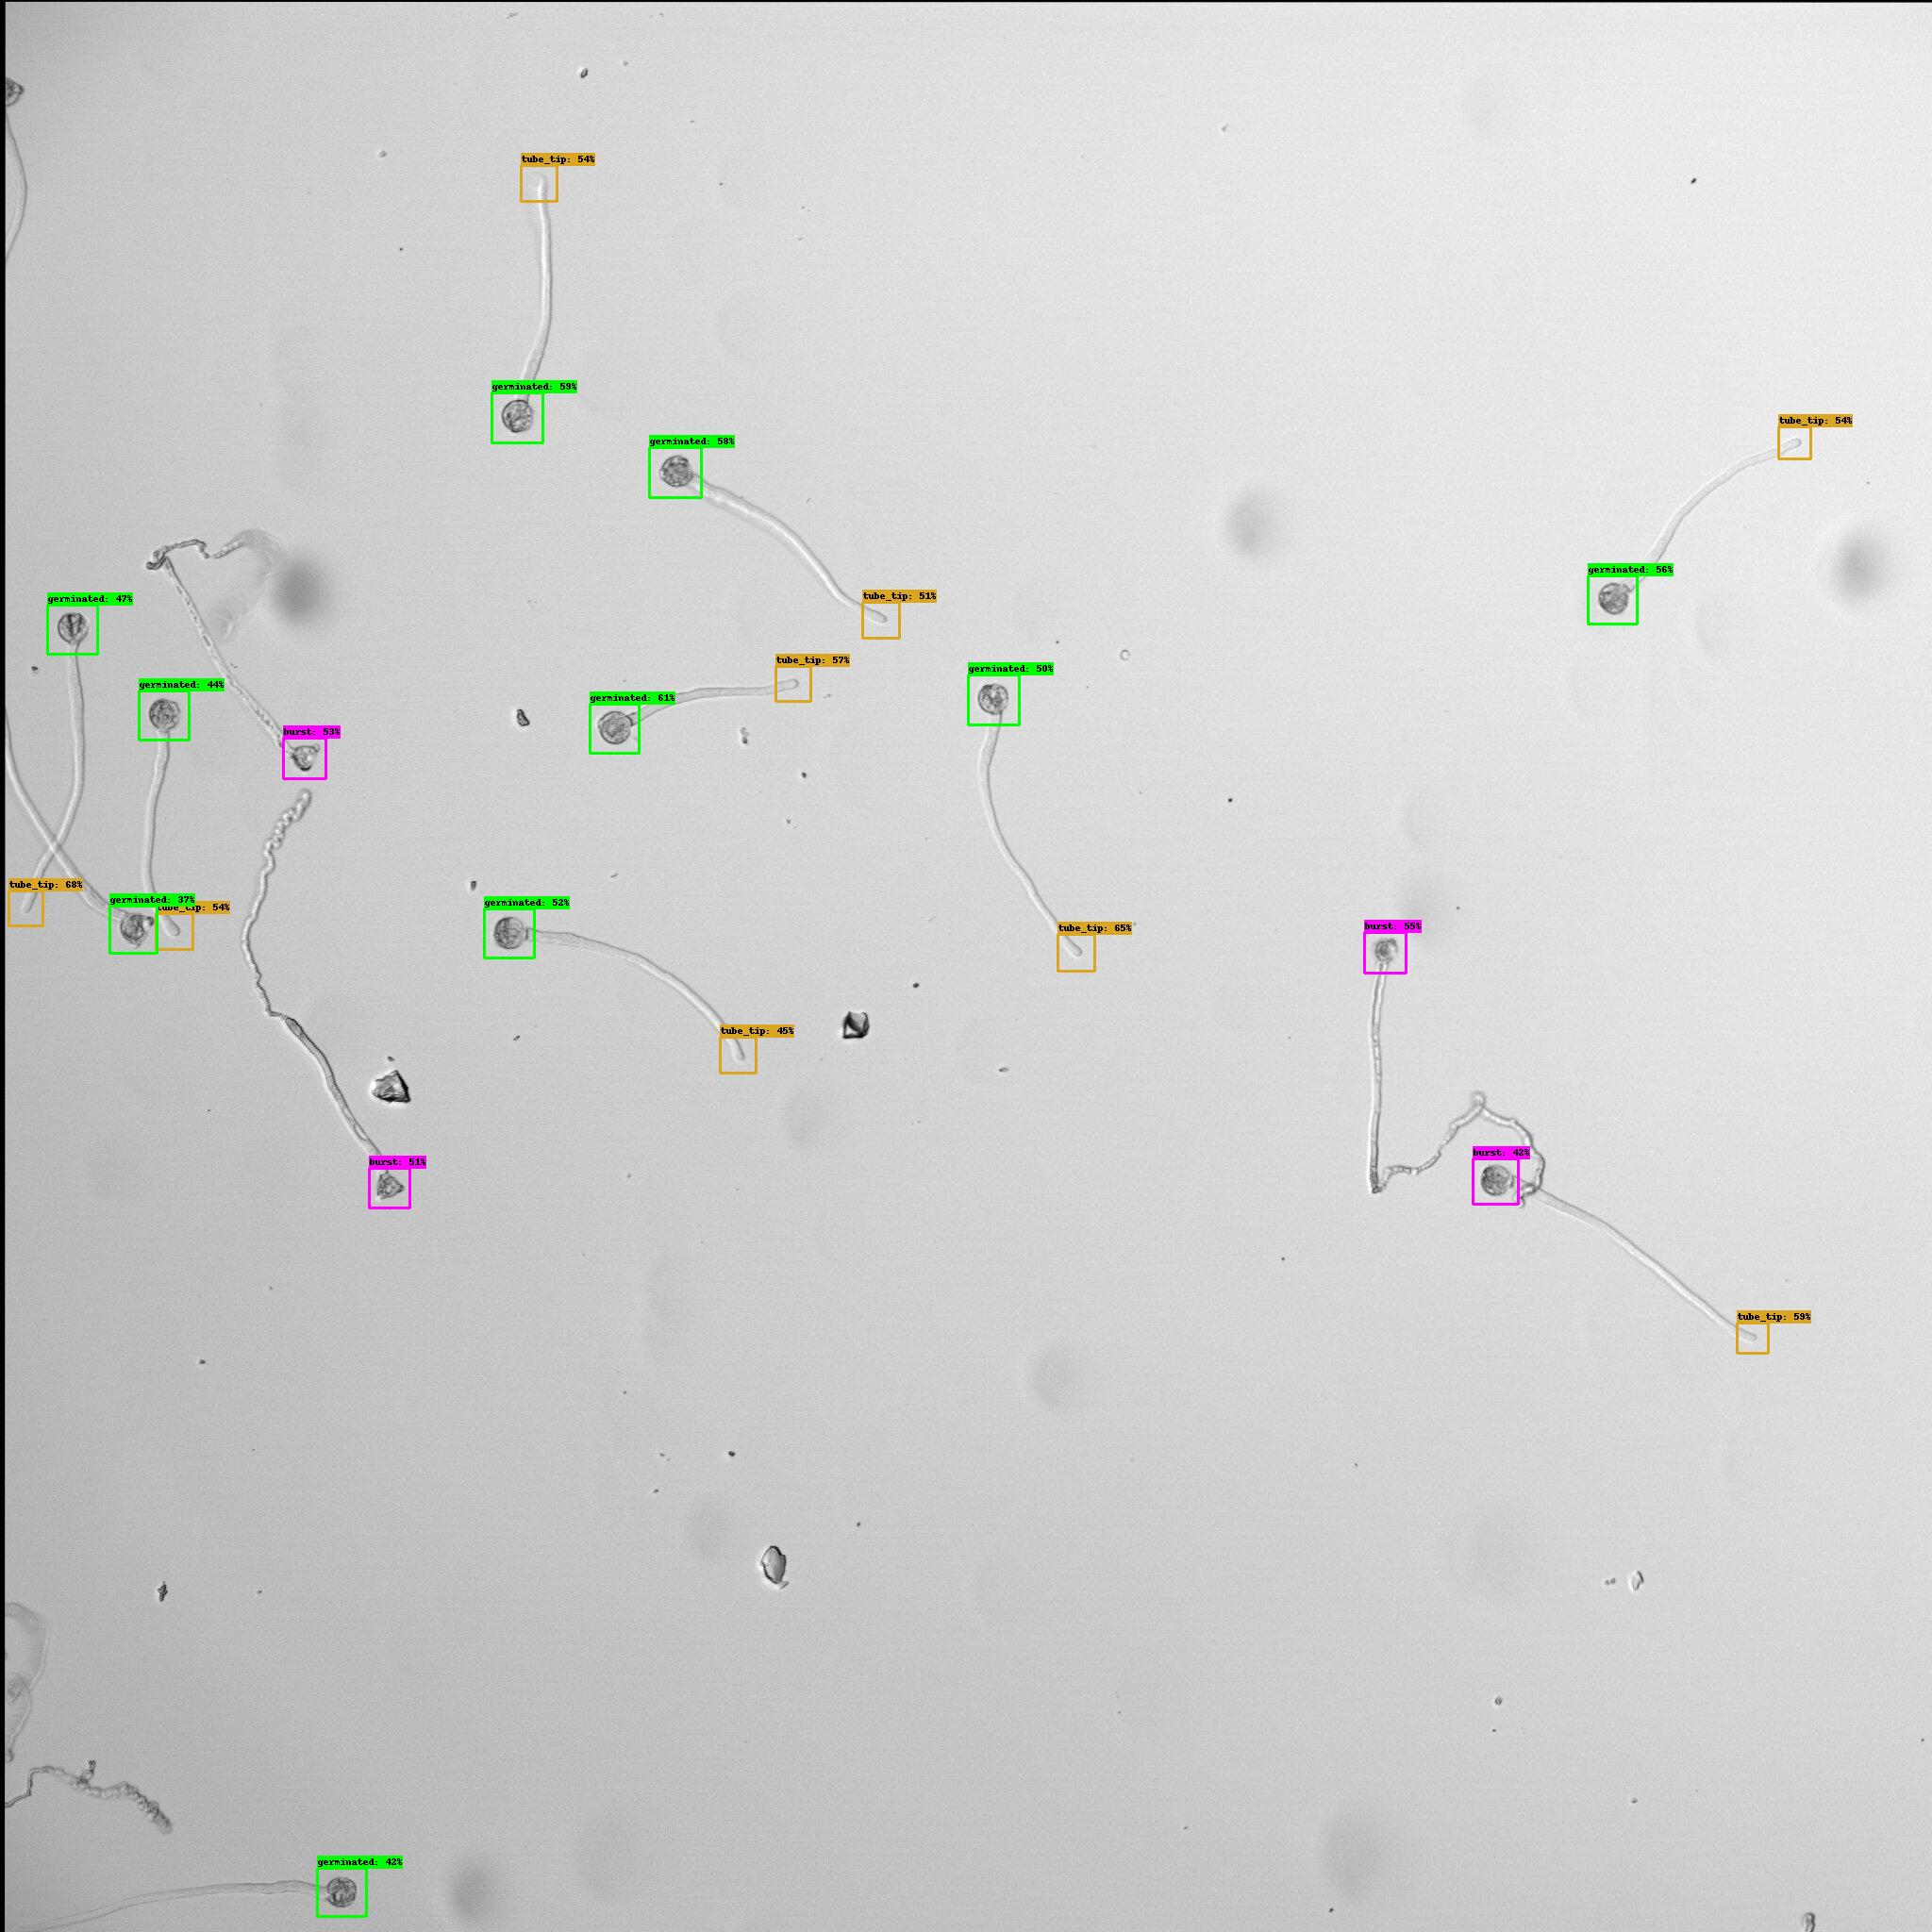 tube_tip: 54%
germinated: 59%
tube_tip: 54%
germinated: 58%
germinated: 56%
tube_tip: 51%
germinated: 47%
tube_tip: 57%
germinated: 50%
germinated: 44%
germinated: 61%
burst: 53%
tube_tip: 68%
germinated: 37%
tube_tip: 54%
germinated: 52%
burst: 55%
tube_tip: 65%
tube_tip: 45%
burst: 42%
burst: 51%
tube_tip: 59%
germinated: 42%